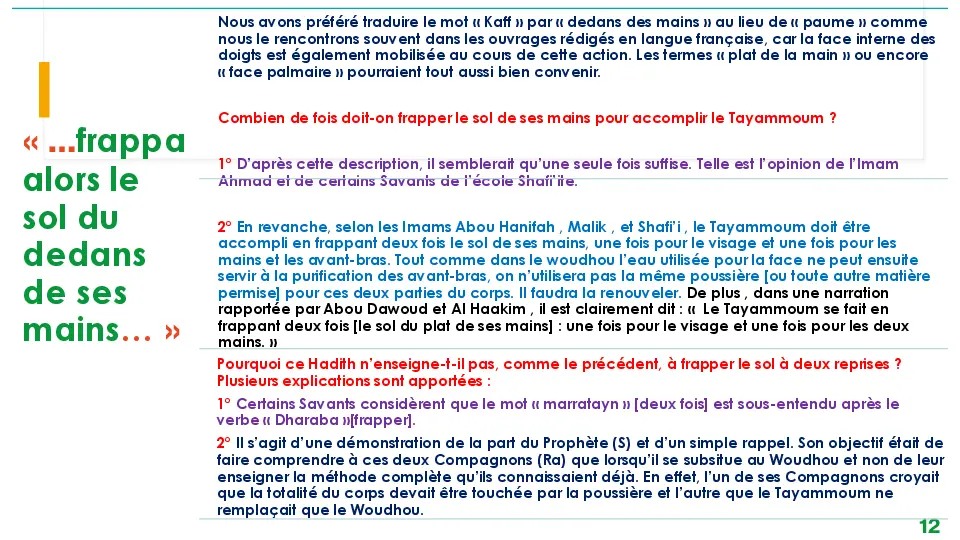 « ...frappa
alors le
sol du
dedans
de ses
mains... »
Nous avons préféré traduire le mot « Kaff » par « dedans des mains » au lieu de « paume » comme
nous le rencontrons souvent dans les ouvrages rédigés en langue française, car la face interne des
doigts est également mobilisée au cours de cette action. Les termes « plat de la main » ou encore
« face palmaire » pourraient tout aussi bien convenir.
Combien de fois doit-on frapper le sol de ses mains pour accomplir le Tayammoum ?
1° D'après cette description, il semblerait qu'une seule fois suffise. Telle est l'opinion de l'Imam
Ahmad et de certains Savants de l'école Shafi'ite.
2° En revanche, selon les Imams Abou Hanifah , Malik , et Shafi'i , le Tayammoum doit être
accompli en frappant deux fois le sol de ses mains, une fois pour le visage et une fois pour les
mains et les avant-bras. Tout comme dans le woudhou l'eau utilisée pour la face ne peut ensuite
servir à la purification des avant-bras, on n'utilisera pas la même poussière [ou toute autre matière
permise] pour ces deux parties du corps. Il faudra la renouveler. De plus , dans une narration
rapportée par Abou Dawoud et Al Haakim , il est clairement dit : « Le Tayammoum se fait en
frappant deux fois [le sol du plat de ses mains] : une fois pour le visage et une fois pour les deux
mains. »
Pourquoi ce Hadith n'enseigne-t-il pas, comme le précédent, à frapper le sol à deux reprises ?
Plusieurs explications sont apportées :
1° Certains Savants considèrent que le mot « marratayn » [deux fois] est sous-entendu après le
verbe « Dharaba »[frapper].
2° Il s'agit d'une démonstration de la part du Prophète (S) et d'un simple rappel. Son objectif était de
faire comprendre à ces deux Compagnons (Ra) que lorsqu'il se subsitue au Woudhou et non de leur
enseigner la méthode complète qu'ils connaissaient déjà. En effet, l'un de ses Compagnons croyait
que la totalité du corps devait être touchée par la poussière et l'autre que le Tayammoum ne
remplaçait que le Woudhou.
12